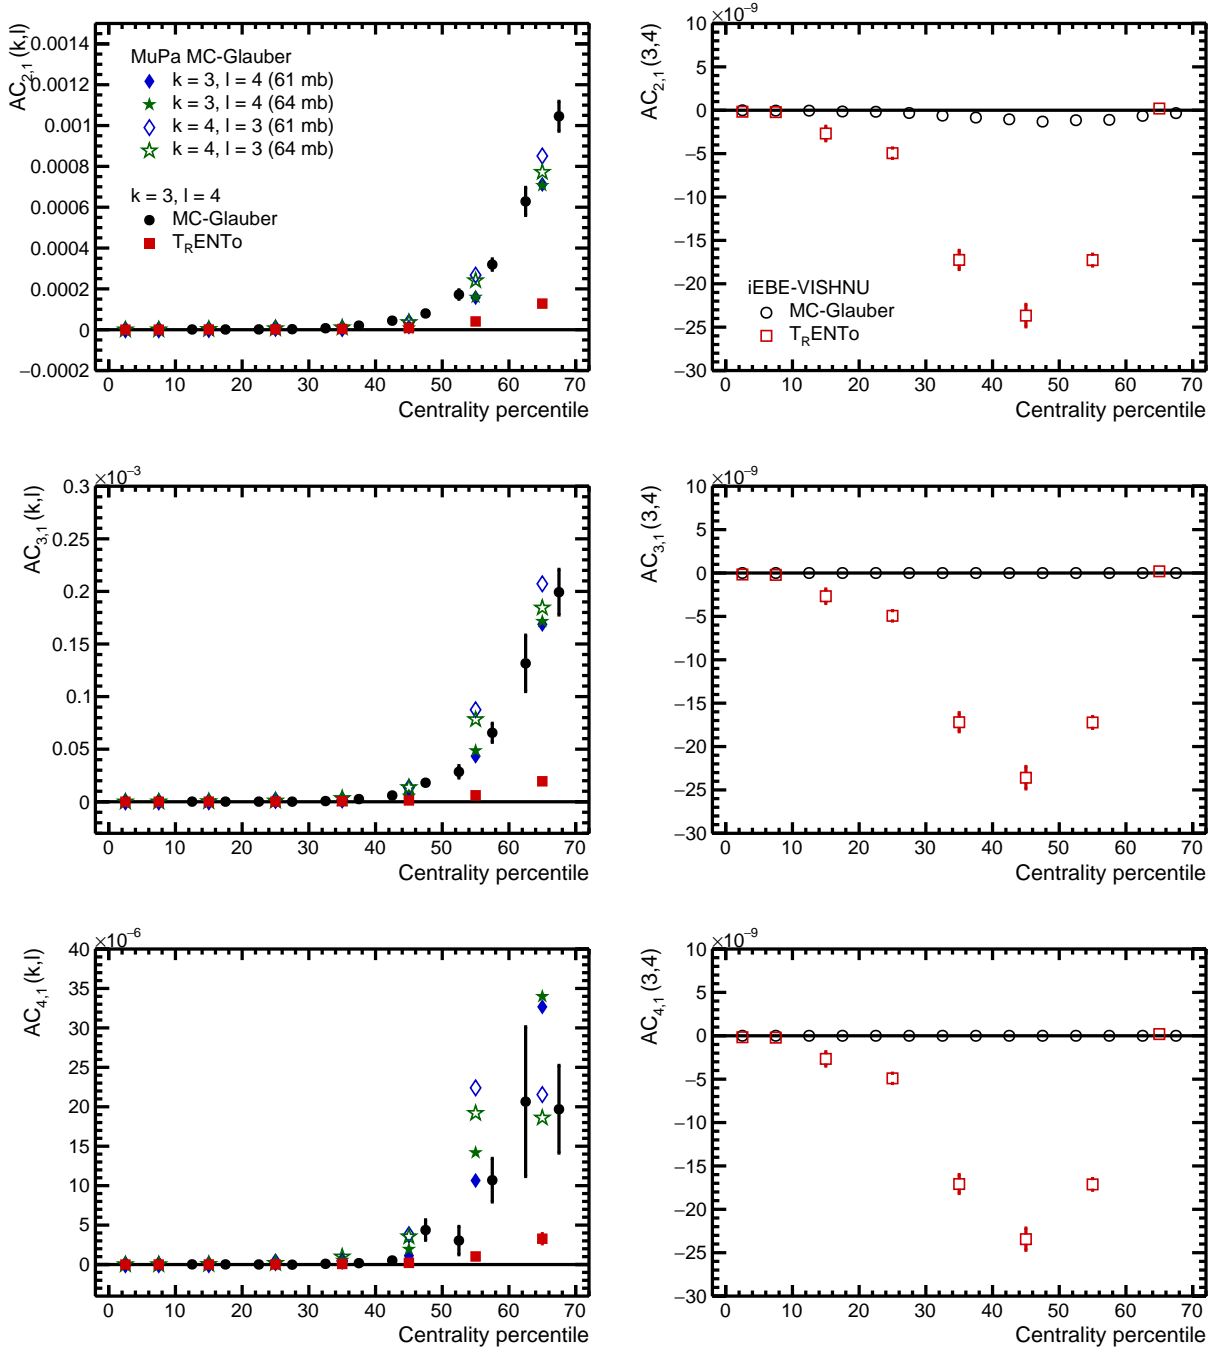 AC2,1 (k,l)
0.0014
0.0012
0.001
0.0008
0.0006
0.0004
0.0002
0
−0.0002
MuPa MC-Glauber
k = 3, l = 4 (61 mb)
k = 3, l = 4 (64 mb)
k = 4, l = 3 (61 mb)
k = 4, l = 3 (64 mb)
k = 3, l = 4
MC-Glauber
TRENTo
0 10 20 30 40 50 60 70
Centrality percentile
×10−9
AC2,1 (3,4)
10
5
0
−5
−10
−15
−20
−25
−30
iEBE-VISHNU
MC-Glauber
TRENTo
0 10 20 30 40 50 60 70
Centrality percentile
×10−3
AC3,1 (k,l)
0.3
0.25
0.2
0.15
0.1
0.05
0
0 10 20 30 40 50 60 70
Centrality percentile
×10−9
AC3,1 (3,4)
10
5
0
−5
−10
−15
−20
−25
−30
0 10 20 30 40 50 60 70
Centrality percentile
×10−6
AC4,1 (k,l)
40
35
30
25
20
15
10
5
0
0 10 20 30 40 50 60 70
Centrality percentile
×10−9
AC4,1 (3,4)
10
5
0
−5
−10
−15
−20
−25
−30
0 10 20 30 40 50 60 70
Centrality percentile